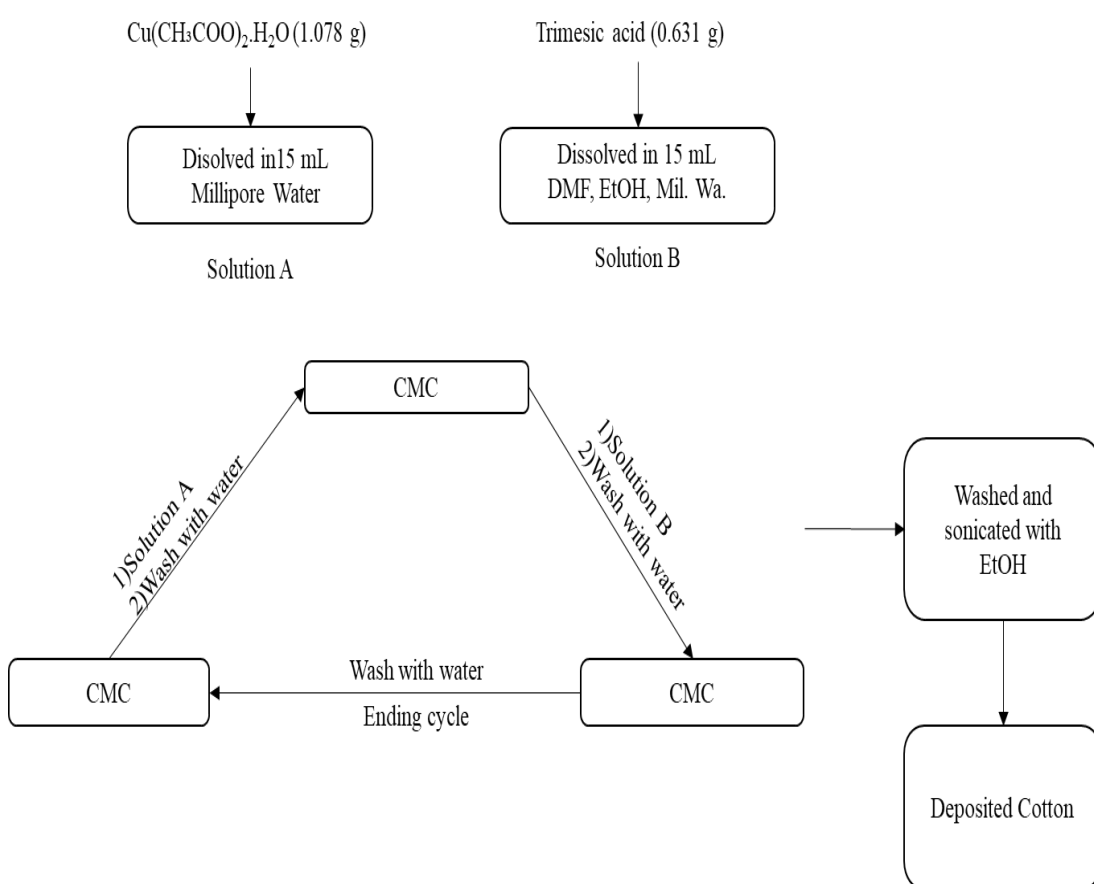 Cu(CH₃COO)₂.H₂O (1.078 g)
Trimesic acid (0.631 g)
Disolved in15 mL
Millipore Water
Dissolved in 15 mL
DMF, EtOH, Mil. Wa.
Solution A
Solution B
CMC
1)Solution A
2)Wash with water
1)Solution B
2)Wash with water
CMC
Wash with water
Ending cycle
CMC
Washed and
sonicated with
EtOH
Deposited Cotton